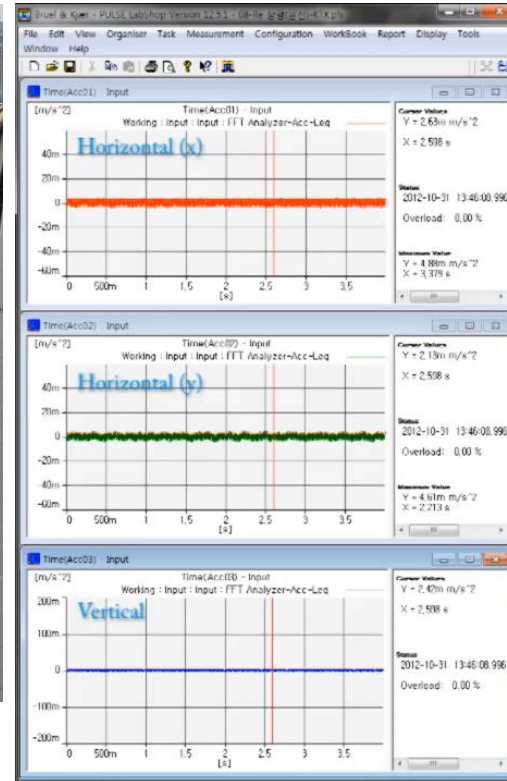 Bruel & Kjaer - PULSE LabShop Version 12.5.1 - 08-Re
File Edit View Organiser Task Measurement Configuration WorkBook Report Display Tools
Window Help
Time(Acc01) : Input
[m/s^2] Time(Acc01) - Input
Working : Input : Input : FFT Analyzer-Acc-Leq
Horizontal (x)
40m
20m
0
-20m
-40m
-60m
0 500m 1 1.5 2 2.5 3 3.5
[s]
Cursor Values
Y = 2.63m m/s^2
X = 2.598 s
Status
2012-10-31 13:46:08.996
Overload: 0.00 %
Maximum Value
Y = 4.88m m/s^2
X = 3.379 s
Time(Acc02) : Input
[m/s^2] Time(Acc02) - Input
Working : Input : Input : FFT Analyzer-Acc-Leq
Horizontal (y)
40m
20m
0
-20m
-40m
-60m
0 500m 1 1.5 2 2.5 3 3.5
[s]
Cursor Values
Y = 2.13m m/s^2
X = 2.598 s
Status
2012-10-31 13:46:08.996
Overload: 0.00 %
Maximum Value
Y = 4.61m m/s^2
X = 2.213 s
Time(Acc03) : Input
[m/s^2] Time(Acc03) - Input
Working : Input : Input : FFT Analyzer-Acc-Leq
Vertical
200m
100m
0
-100m
-200m
0 500m 1 1.5 2 2.5 3 3.5
[s]
Cursor Values
Y = 2.42m m/s^2
X = 2.598 s
Status
2012-10-31 13:46:08.996
Overload: 0.00 %